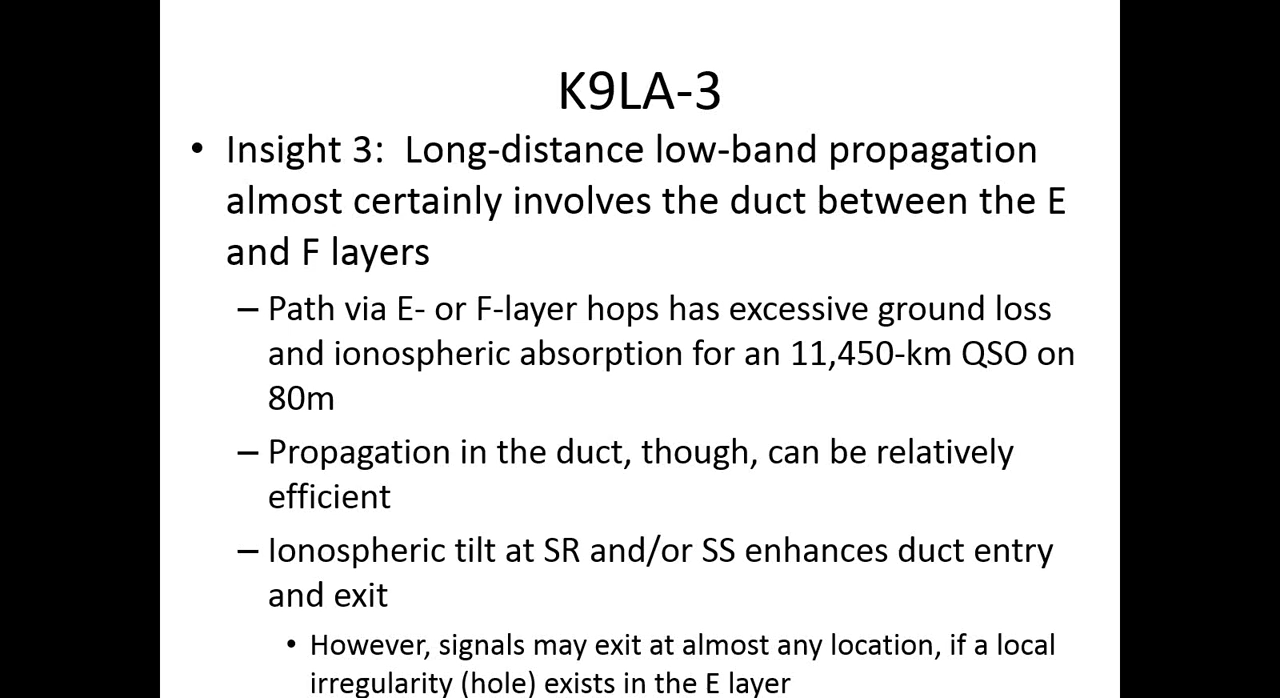 K9LA-3
• Insight 3:  Long-distance low-band propagation
almost certainly involves the duct between the E
and F layers
– Path via E- or F-layer hops has excessive ground loss
and ionospheric absorption for an 11,450-km QSO on
80m
– Propagation in the duct, though, can be relatively
efficient
– Ionospheric tilt at SR and/or SS enhances duct entry
and exit
• However, signals may exit at almost any location, if a local
irregularity (hole) exists in the E layer